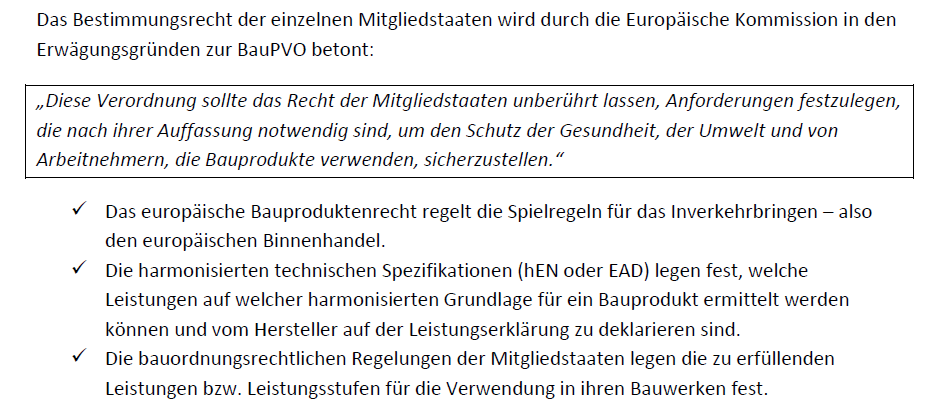 Das Bestimmungsrecht der einzelnen Mitgliedstaaten wird durch die Europäische Kommission in den
Erwägungsgründen zur BauPVO betont:
„Diese Verordnung sollte das Recht der Mitgliedstaaten unberührt lassen, Anforderungen festzulegen,
die nach ihrer Auffassung notwendig sind, um den Schutz der Gesundheit, der Umwelt und von
Arbeitnehmern, die Bauprodukte verwenden, sicherzustellen.“
✓ Das europäische Bauproduktenrecht regelt die Spielregeln für das Inverkehrbringen – also
den europäischen Binnenhandel.
✓ Die harmonisierten technischen Spezifikationen (hEN oder EAD) legen fest, welche
Leistungen auf welcher harmonisierten Grundlage für ein Bauprodukt ermittelt werden
können und vom Hersteller auf der Leistungserklärung zu deklarieren sind.
✓ Die bauordnungsrechtlichen Regelungen der Mitgliedstaaten legen die zu erfüllenden
Leistungen bzw. Leistungsstufen für die Verwendung in ihren Bauwerken fest.